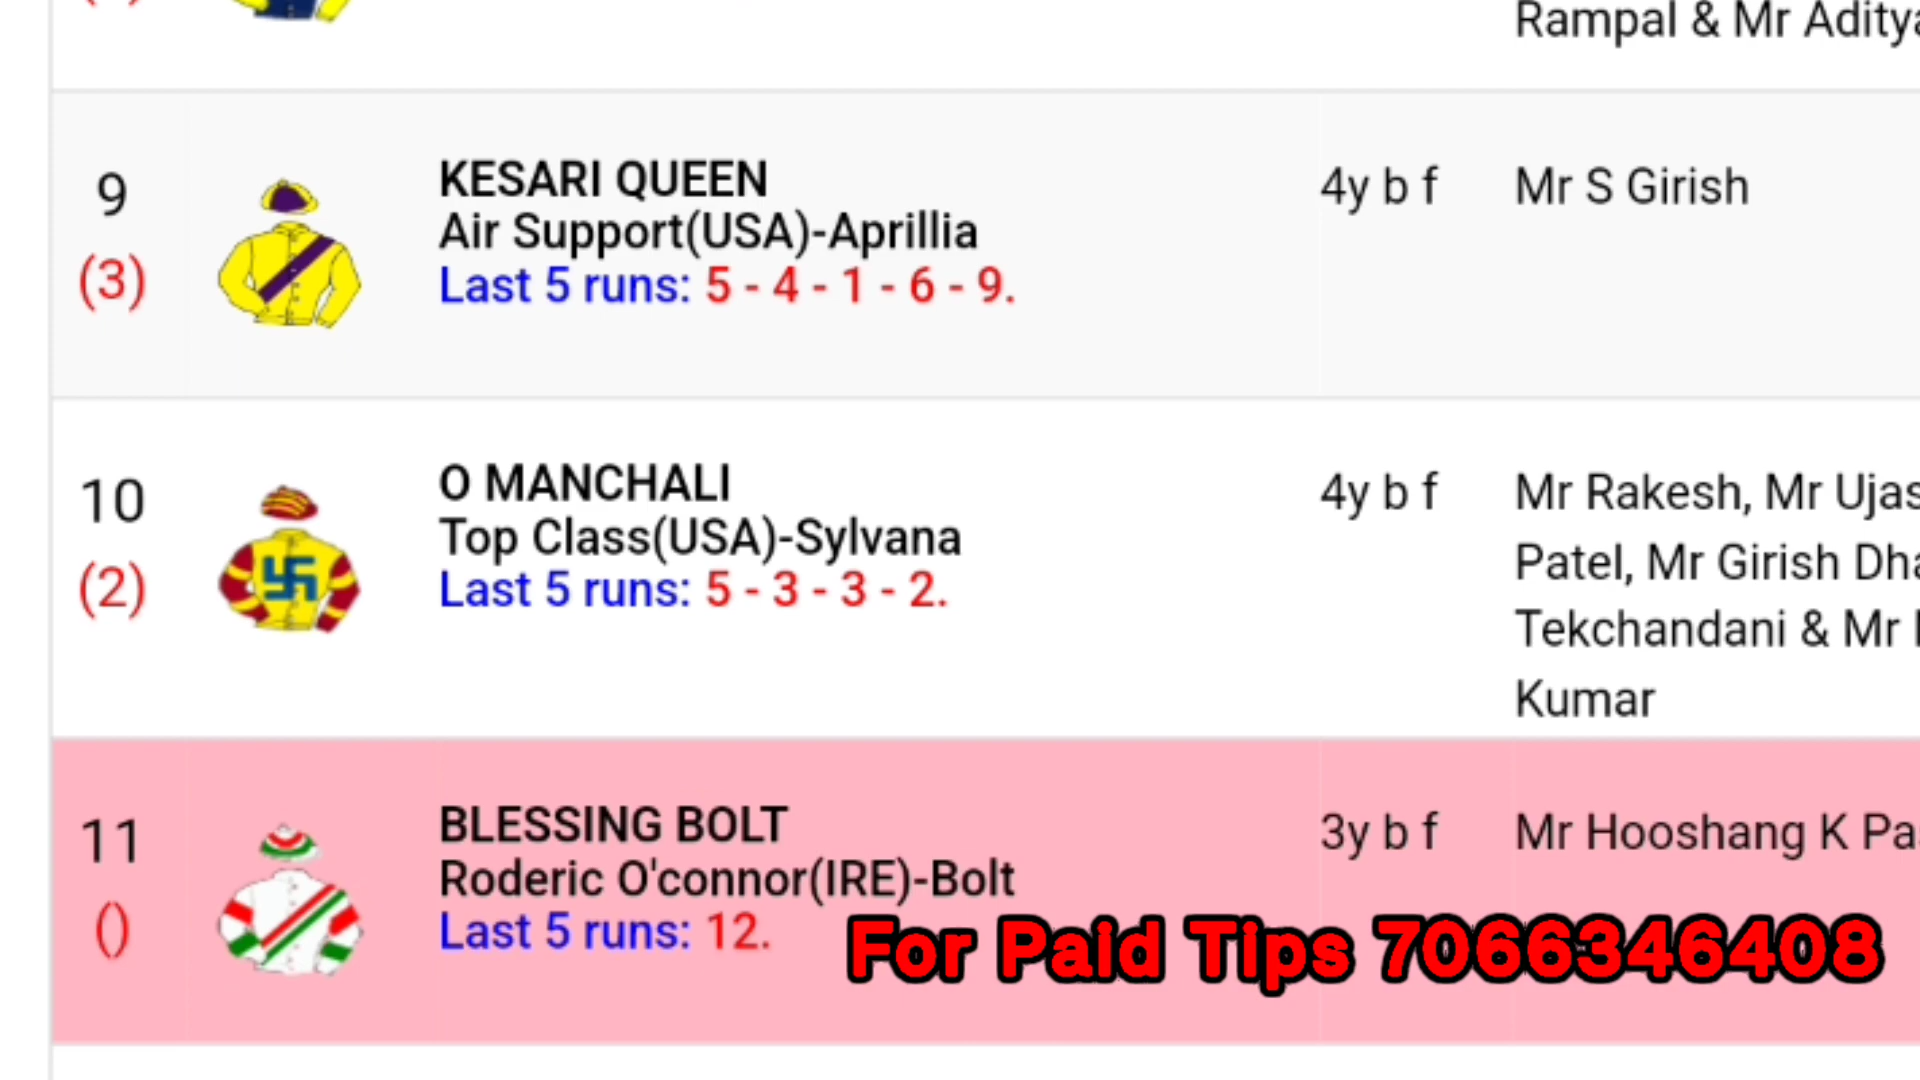 Rampal & Mr Aditya
9
(3)
KESARI QUEEN
Air Support(USA)-Aprillia
Last 5 runs: 5 - 4 - 1 - 6 - 9.
4y b f
Mr S Girish
10
(2)
O MANCHALI
Top Class(USA)-Sylvana
Last 5 runs: 5 - 3 - 3 - 2.
4y b f
Mr Rakesh, Mr Ujas
Patel, Mr Girish Dha
Tekchandani & Mr
Kumar
11
()
BLESSING BOLT
Roderic O'connor(IRE)-Bolt
Last 5 runs: 12.
3y b f
Mr Hooshang K Pa
For Paid Tips 7066346408